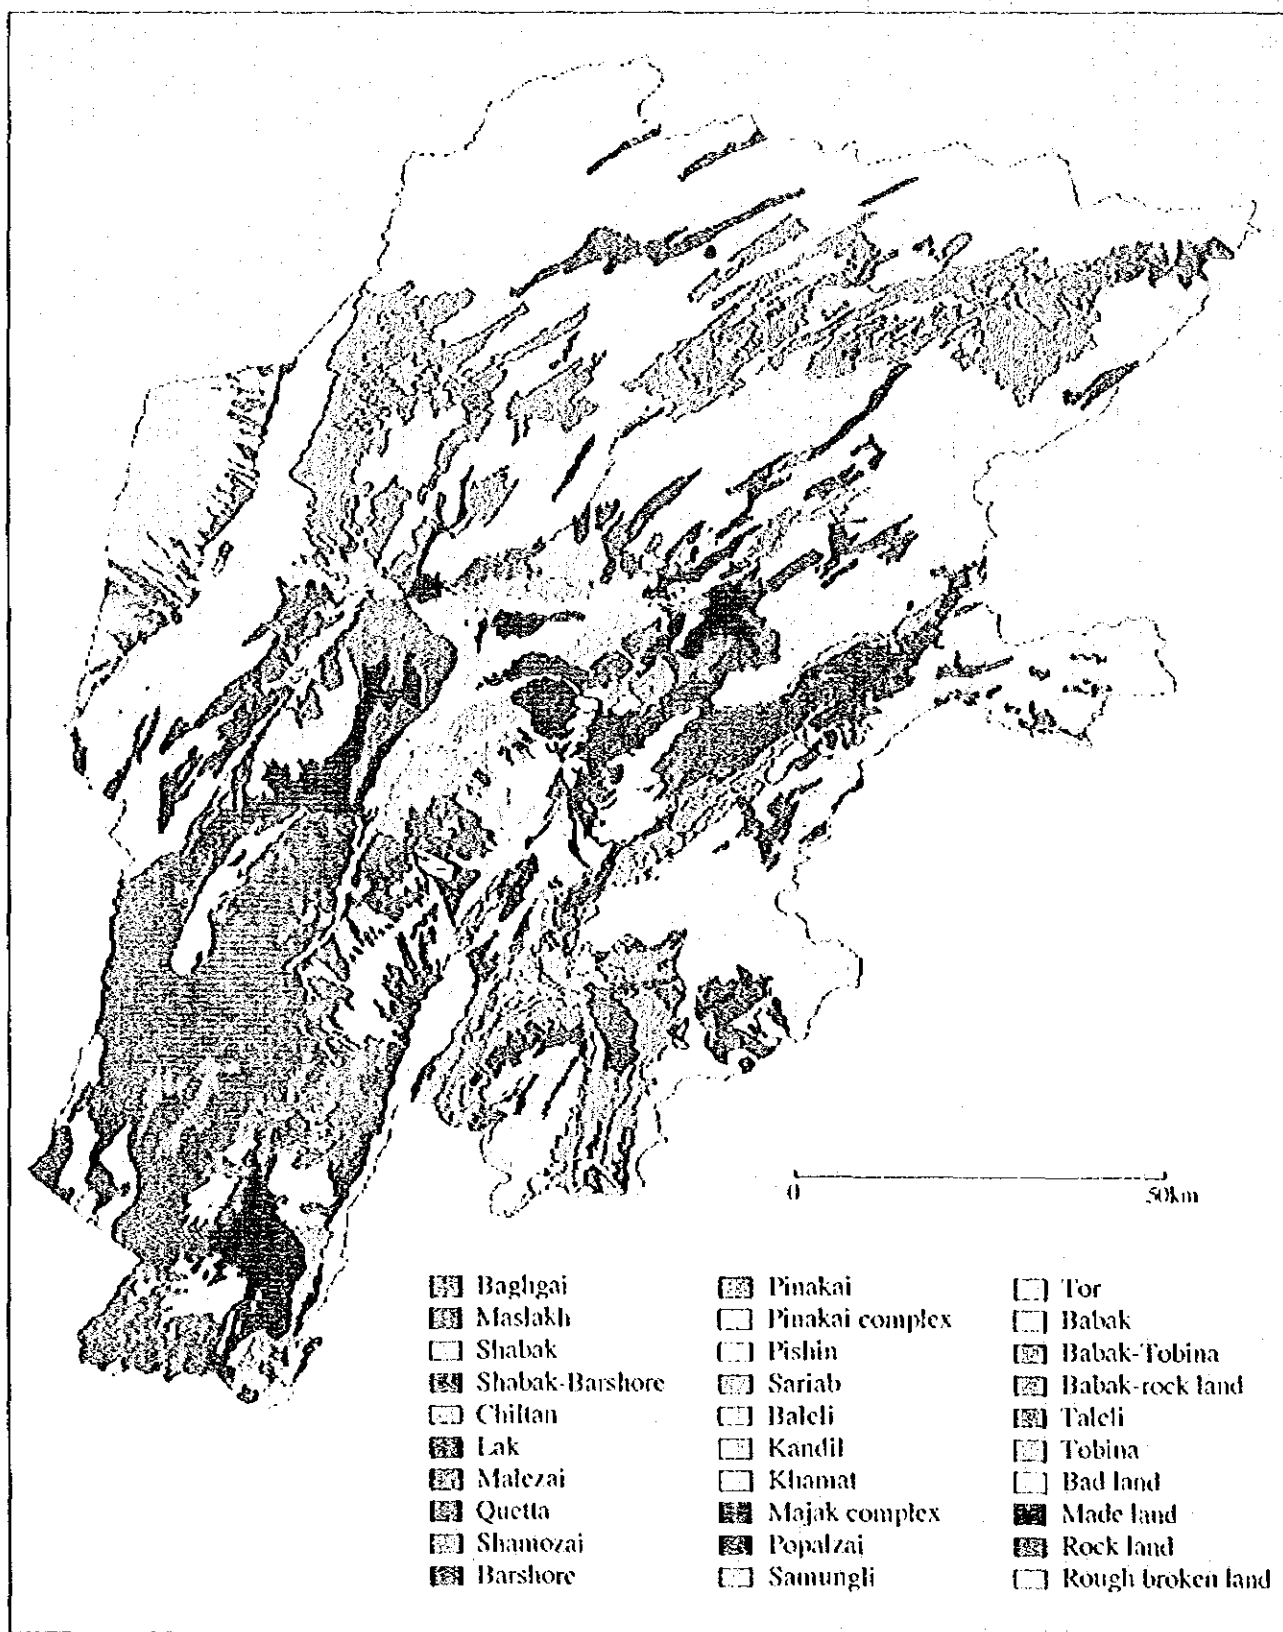 0 50km
Baghgai
Maslakh
Shabak
Shabak-Barshore
Chiltan
Lak
Malezai
Quetta
Shamozai
Barshore
Pinakai
Pinakai complex
Pishin
Sariab
Baleli
Kandil
Khamat
Majak complex
Popalzai
Samungli
Tor
Babak
Babak-Tobina
Babak-rock land
Taleli
Tobina
Bad land
Made land
Rock land
Rough broken land